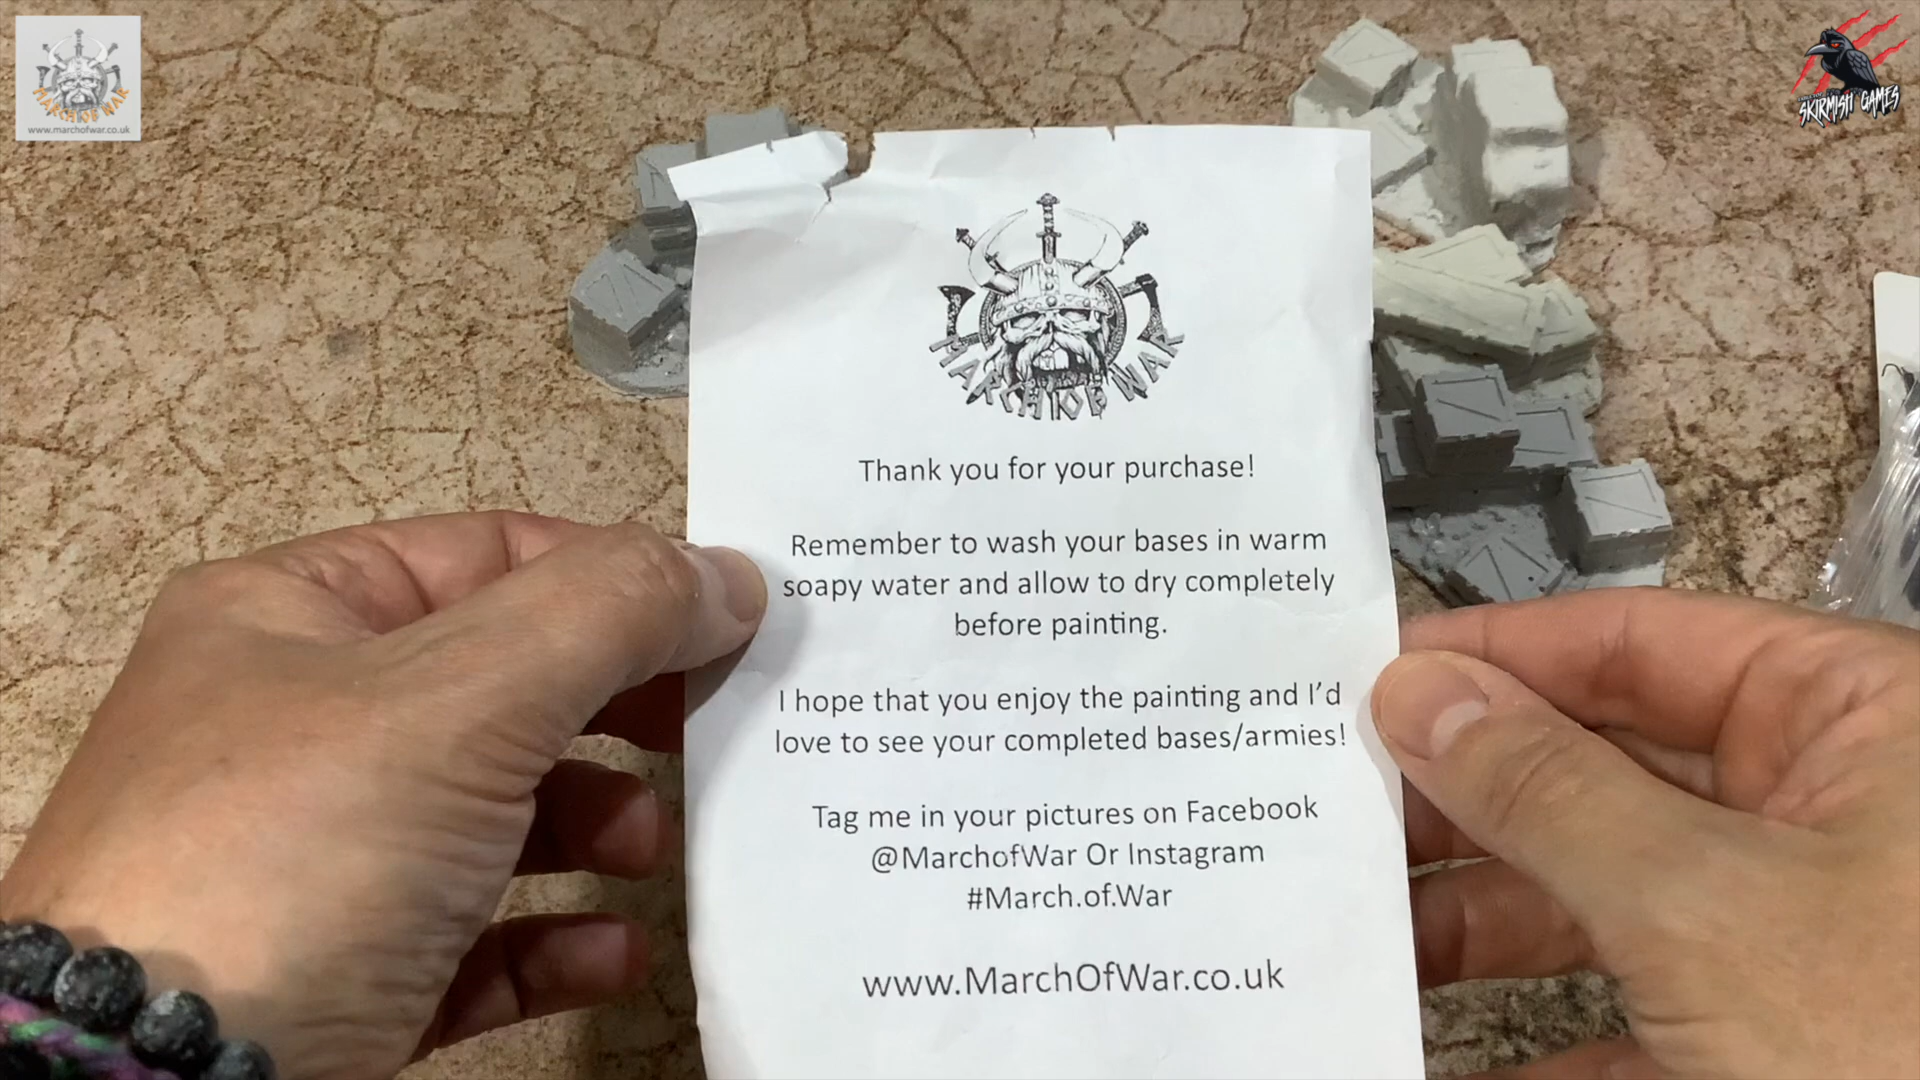 MARCH OF WAR
www.marchofwar.co.uk
SKIRMISH GAMES
MARCH OF WAR
Thank you for your purchase!
Remember to wash your bases in warm
soapy water and allow to dry completely
before painting.
I hope that you enjoy the painting and I'd
love to see your completed bases/armies!
Tag me in your pictures on Facebook
@MarchofWar Or Instagram
#March.of.War
www.MarchOfWar.co.uk